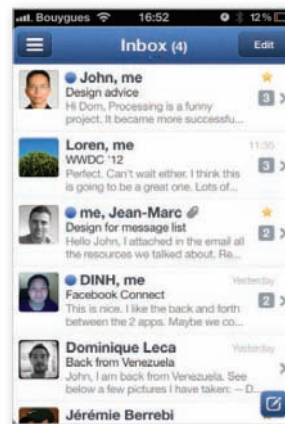 Bouygues 16:52 12%
Inbox (4) Edit
John, me
Design advice
Hi Dom, Processing is a funny
project. It became more successfu...
3
Loren, me 11:35
WWDC '12
Perfect. Can't wait either. I think this
is going to be a great one. Lots of...
3
me, Jean-Marc
Design for message list
Hello John, I attached in the email all
the resources we talked about. Re...
2
DINH, me Yesterday
Facebook Connect
This is nice. I like the back and forth
between the 2 apps. Maybe we co...
2
Dominique Leca Yesterday
Back from Venezuela
John, I am back from Venezuela. See
below a few pictures I have taken: – D...
Jérémie Berrebi